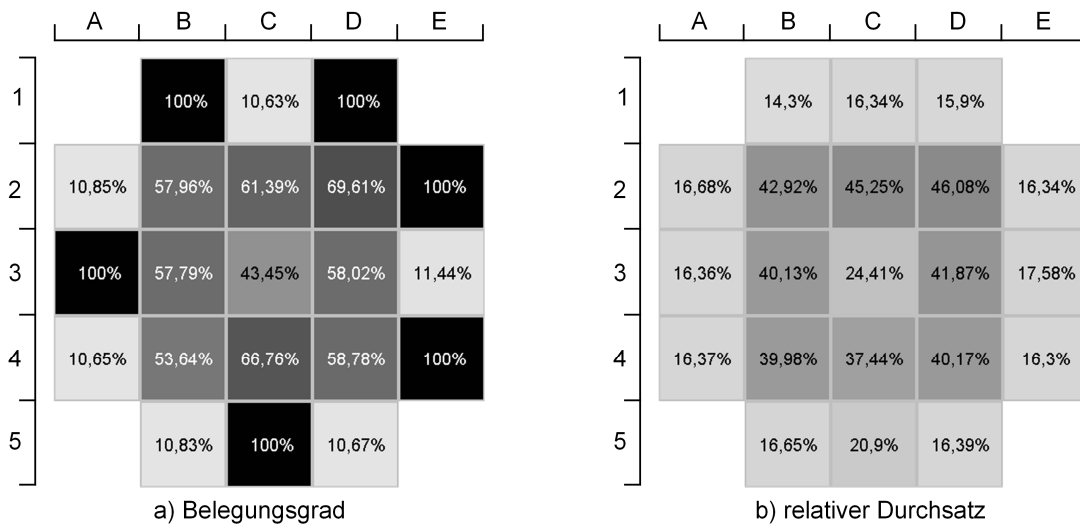 A B C D E
1 100% 10,63% 100%
2 10,85% 57,96% 61,39% 69,61% 100%
3 100% 57,79% 43,45% 58,02% 11,44%
4 10,65% 53,64% 66,76% 58,78% 100%
5 10,83% 100% 10,67%
a) Belegungsgrad
A B C D E
1 14,3% 16,34% 15,9%
2 16,68% 42,92% 45,25% 46,08% 16,34%
3 16,36% 40,13% 24,41% 41,87% 17,58%
4 16,37% 39,98% 37,44% 40,17% 16,3%
5 16,65% 20,9% 16,39%
b) relativer Durchsatz